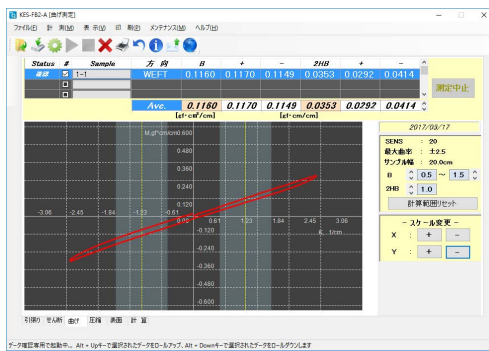 KES-FB2-A [曲げ測定]
ファイル(F) 計 測(M) 表 示(V) 印 刷(P) メンテナンス(M) ヘルプ(H)
Status # Sample 方 向 B + - 2HB + -
確認 1-1 WEFT 0.1160 0.1170 0.1149 0.0353 0.0292 0.0414
測定中止
Ave. 0.1160 0.1170 0.1149 0.0353 0.0292 0.0414
[gf・cm²/cm] [gf・cm/cm]
2017/03/17
SENS : 20
最大曲率 : ±2.5
サンプル幅 : 20.0cm
B 0.5 ~ 1.5
2HB 1.0
計算範囲リセット
- スケール変更 -
X : + -
Y : + -
M,gf*cm/cm 0.600
0.480
0.360
0.240
0.120
-3.06 -2.45 -1.84 -1.23 -0.61 0.00 0.61 1.23 1.84 2.45 3.06
-0.120 K, 1/cm
-0.240
-0.360
-0.480
-0.600
引張り せん断 曲げ 圧縮 表面 計 算
データ確認専用で起動中... Alt + Upキーで選択されたデータをロールアップ、Alt + Downキーで選択されたデータをロールダウンします